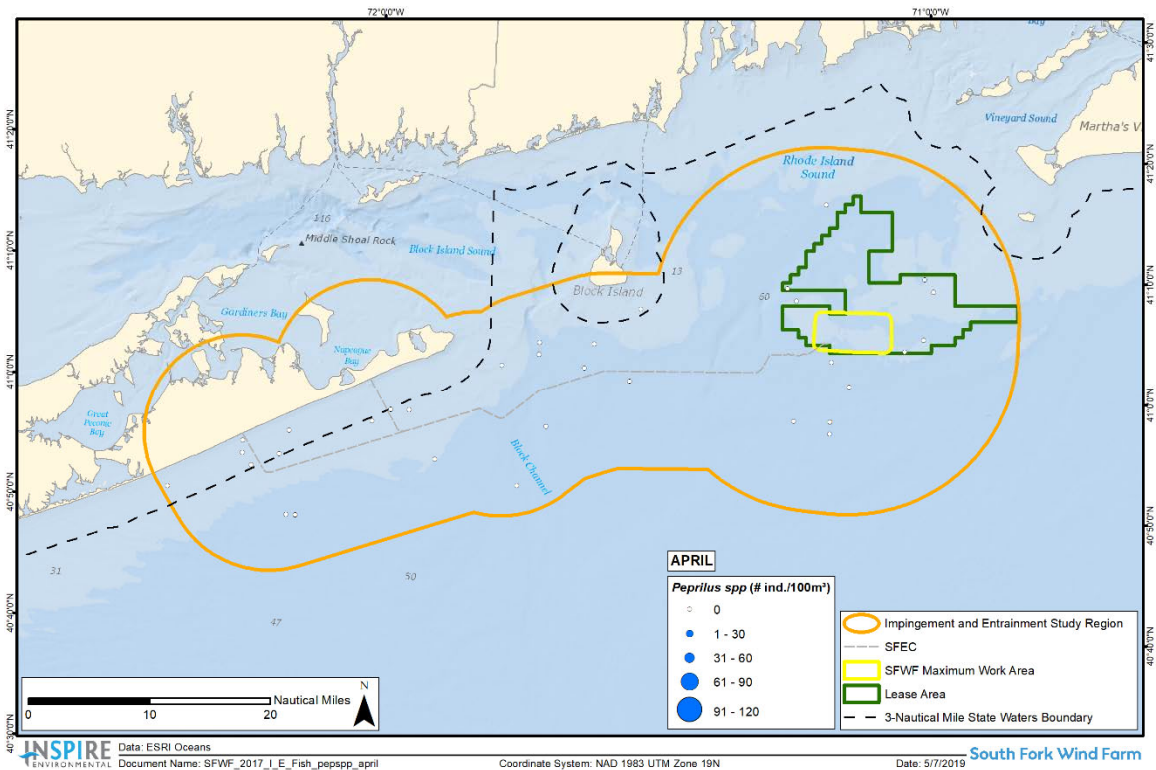 72°0'0"W
71°0'0"W
Bay
41°30'0"N
41°20'0"N
Vineyard Sound
Martha's V
Rhode Island
Sound
41°20'0"N
116
Middle Shoal Rock
Block Island Sound
41°10'0"N
13
60
Block Island
41°10'0"N
Gardiners Bay
Napeague
Bay
41°0'0"N
41°0'0"N
Great
Peconic
Bay
Block Channel
40°50'0"N
40°50'0"N
31
50
47
40°40'0"N
40°40'0"N
40°30'0"N
APRIL
Peprilus spp (# ind./100m³)
0
1 - 30
31 - 60
61 - 90
91 - 120
Impingement and Entrainment Study Region
SFEC
SFWF Maximum Work Area
Lease Area
3-Nautical Mile State Waters Boundary
Nautical Miles
N
0 10 20
INSPIRE
ENVIRONMENTAL
Data: ESRI Oceans
Document Name: SFWF_2017_I_E_Fish_pepspp_april
Coordinate System: NAD 1983 UTM Zone 19N
Date: 5/7/2019
South Fork Wind Farm